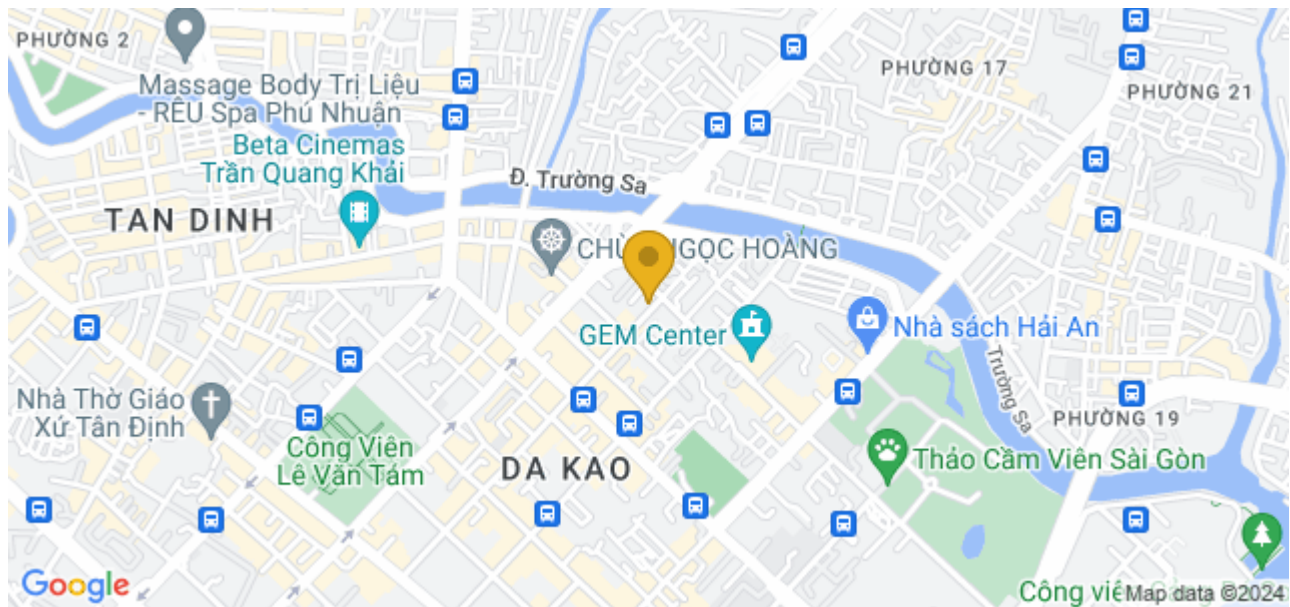 PHƯỜNG 2
Massage Body Trị Liệu
- RÊU Spa Phú Nhuận
PHƯỜNG 17
PHƯỜNG 21
Beta Cinemas
Trần Quang Khải
Đ. Trường Sa
TAN DINH
NGỌC HOÀNG
GEM Center
Nhà sách Hải An
Trường Sa
Nhà Thờ Giáo
Xứ Tân Định
PHƯỜNG 19
Công Viên
Lê Văn Tám
DA KAO
Thảo Cầm Viên Sài Gòn
Google
Map data ©2024